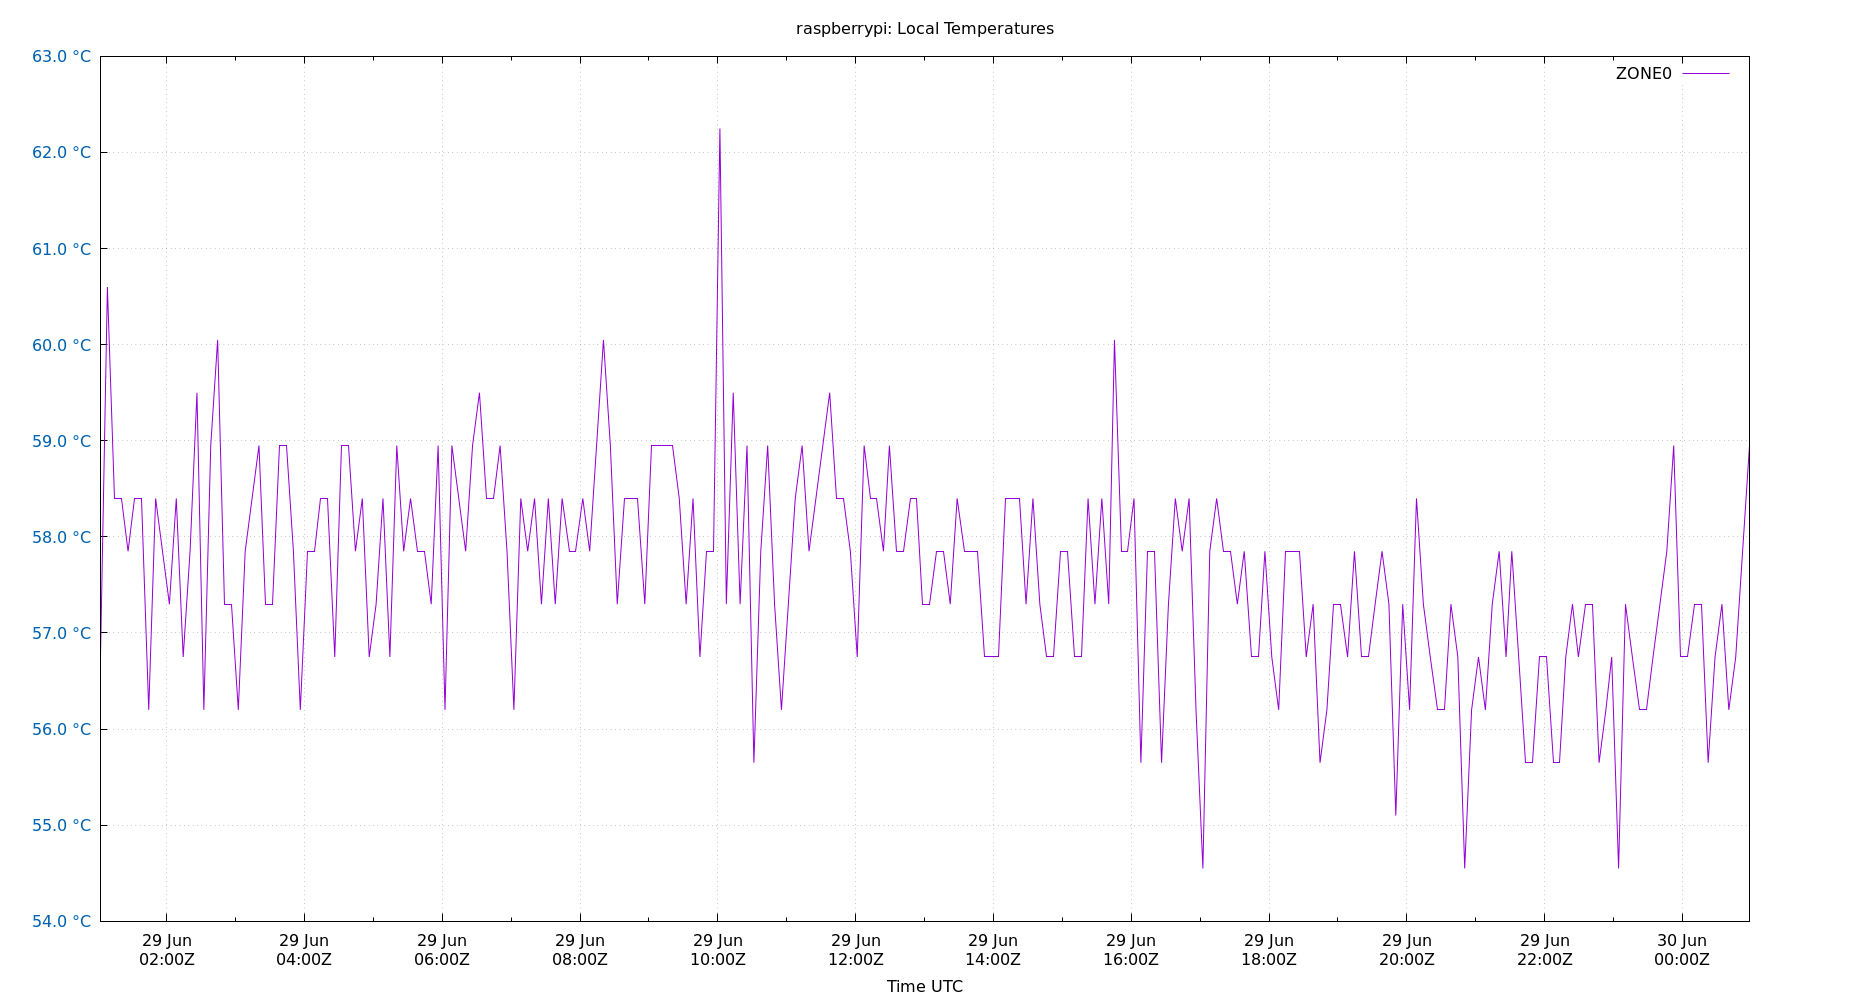 raspberrypi: Local Temperatures
63.0 °C
ZONE0
62.0 °C
61.0 °C
60.0 °C
59.0 °C
58.0 °C
57.0 °C
56.0 °C
55.0 °C
54.0 °C
29 Jun 29 Jun 29 Jun 29 Jun 29 Jun 29 Jun 29 Jun 29 Jun 29 Jun 29 Jun 29 Jun 30 Jun
02:00Z 04:00Z 06:00Z 08:00Z 10:00Z 12:00Z 14:00Z 16:00Z 18:00Z 20:00Z 22:00Z 00:00Z
Time UTC